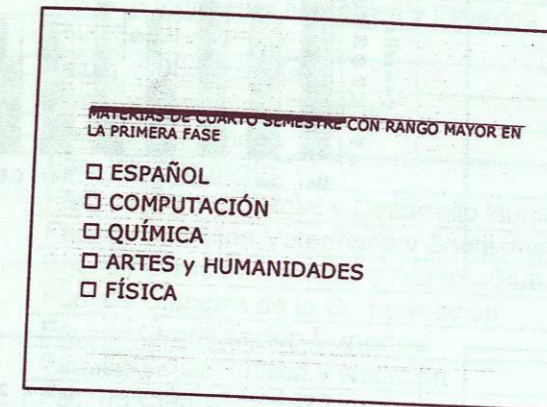 MATERIAS DE CUARTO SEMESTRE CON RANGO MAYOR EN
LA PRIMERA FASE
☐ ESPAÑOL
☐ COMPUTACIÓN
☐ QUÍMICA
☐ ARTES y HUMANIDADES
☐ FÍSICA